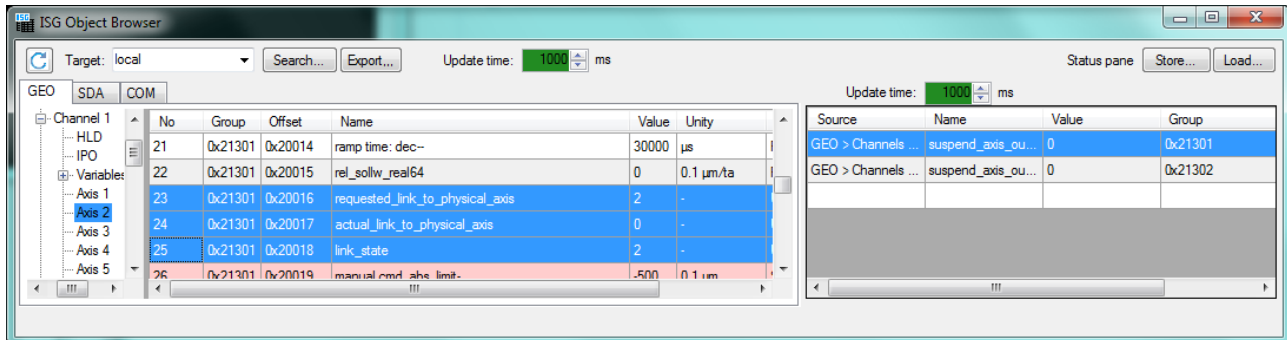 ISG Object Browser
Target: local Search... Export... Update time: 1000 ms Status pane Store... Load...
GEO SDA COM
Update time: 1000 ms
Channel 1
HLD
IPO
Variables
Axis 1
Axis 2
Axis 3
Axis 4
Axis 5
No Group Offset Name Value Unity
21 0x21301 0x20014 ramp time: dec-- 30000 µs
22 0x21301 0x20015 rel_sollw_real64 0 0.1 µm/ta
23 0x21301 0x20016 requested_link_to_physical_axis 2 -
24 0x21301 0x20017 actual_link_to_physical_axis 0 -
25 0x21301 0x20018 link_state 2 -
26 0x21301 0x20019 manual.cmd_abs_limit- -500 0.1 µm
Source Name Value Group
GEO > Channels ... suspend_axis_ou... 0 0x21301
GEO > Channels ... suspend_axis_ou... 0 0x21302